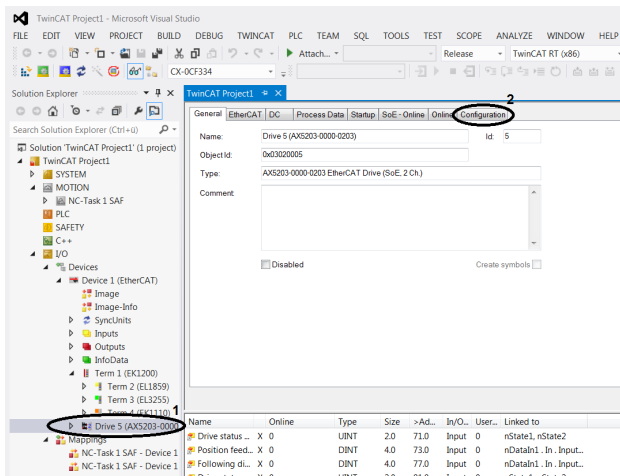 TwinCAT Project1 - Microsoft Visual Studio
FILE EDIT VIEW PROJECT BUILD DEBUG TWINCAT PLC TEAM SQL TOOLS TEST SCOPE ANALYZE WINDOW HELP
Attach... Release TwinCAT RT (x86)
CX-0CF334
Solution Explorer
TwinCAT Project1
2
General EtherCAT DC Process Data Startup SoE - Online Online Configuration
Search Solution Explorer (Ctrl+ü)
Name: Drive 5 (AX5203-0000-0203) Id: 5
Object Id: 0x03020005
Type: AX5203-0000-0203 EtherCAT Drive (SoE, 2 Ch.)
Comment:
Disabled Create symbols
Solution 'TwinCAT Project1' (1 project)
TwinCAT Project1
SYSTEM
MOTION
NC-Task 1 SAF
PLC
SAFETY
C++
I/O
Devices
Device 1 (EtherCAT)
Image
Image-Info
SyncUnits
Inputs
Outputs
InfoData
Term 1 (EK1200)
Term 2 (EL1859)
Term 3 (EL3255)
Term 4 (EK1110)
1
Drive 5 (AX5203-0000
Mappings
NC-Task 1 SAF - Device 1
NC-Task 1 SAF - Device 1
Name Online Type Size >Ad... In/O... User... Linked to
Drive status ... X 0 UINT 2.0 71.0 Input 0 nState1, nState2
Position feed... X 0 DINT 4.0 73.0 Input 0 nDataIn1 . In . Input...
Following di... X 0 DINT 4.0 77.0 Input 0 nDataIn1 . In . Input...